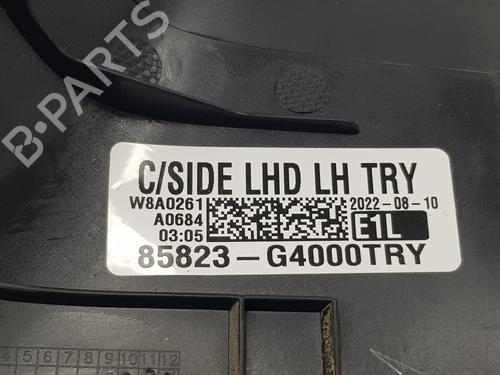 B-PARTS
C/SIDE LHD LH TRY
W8A0261 2022-08-10
A0684 E1L
03:05
85823-G4000TRY
4 5 6 7 8 9 10 11 12